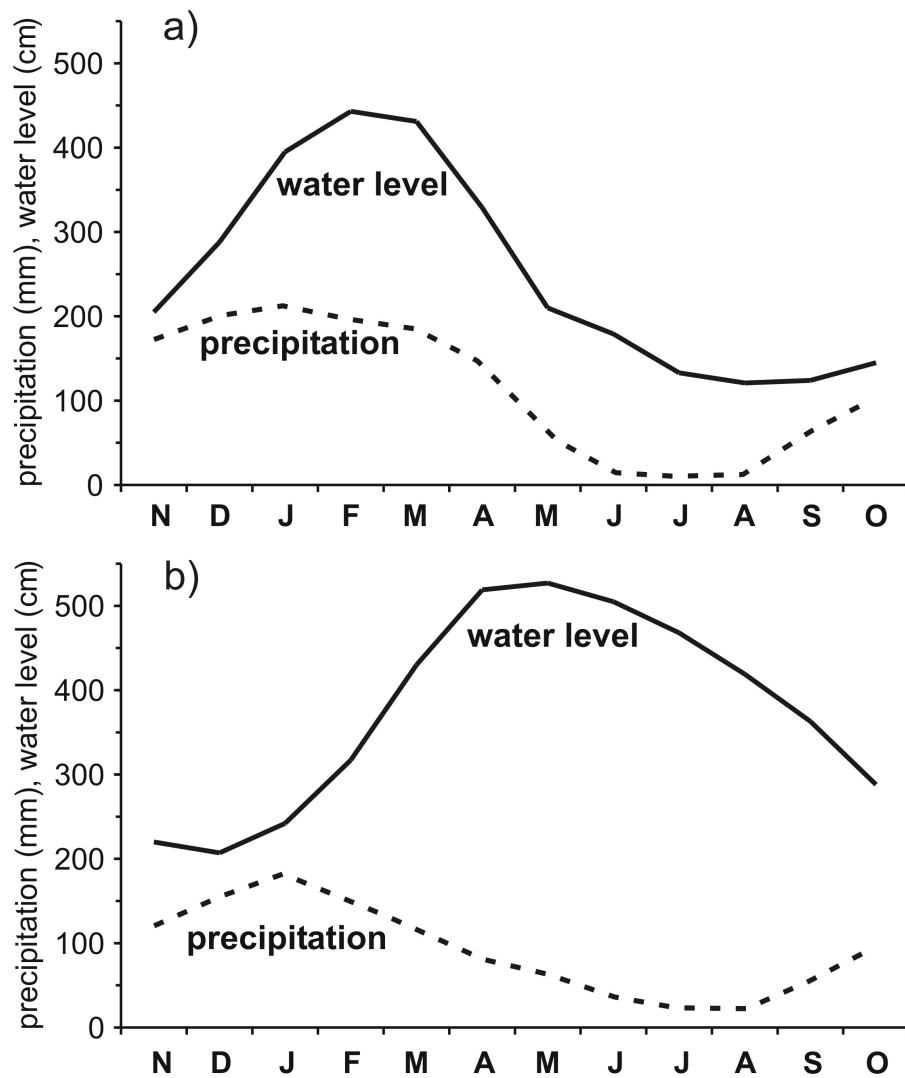 a)
precipitation (mm), water level (cm)
500
400
300
200
100
0
water level
precipitation
N D J F M A M J J A S O
b)
precipitation (mm), water level (cm)
500
400
300
200
100
0
water level
precipitation
N D J F M A M J J A S O